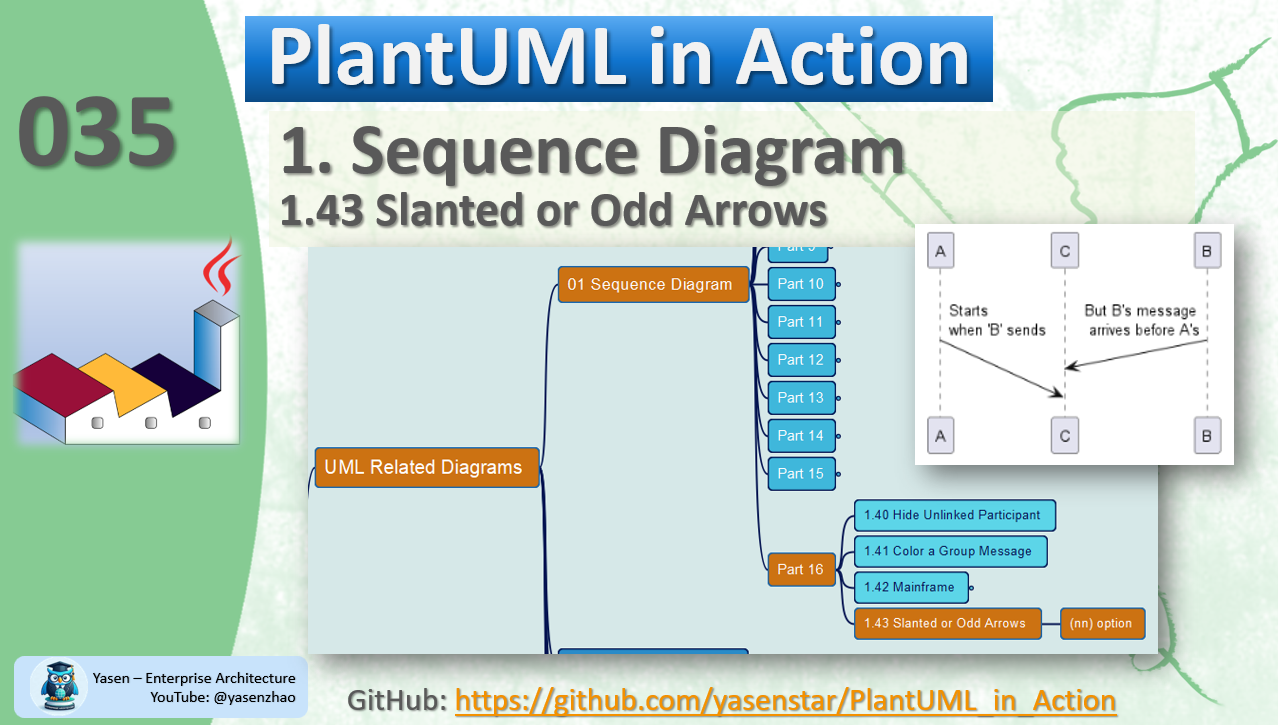 PlantUML in Action
035
1. Sequence Diagram
1.43 Slanted or Odd Arrows
Part 9
01 Sequence Diagram
Part 10
Part 11
Part 12
Part 13
Part 14
Part 15
UML Related Diagrams
Part 16
1.40 Hide Unlinked Participant
1.41 Color a Group Message
1.42 Mainframe
1.43 Slanted or Odd Arrows
(nn) option
A
C
B
Starts
when 'B' sends
But B's message
arrives before A's
A
C
B
Yasen – Enterprise Architecture
YouTube: @yasenzhao
GitHub: https://github.com/yasenstar/PlantUML_in_Action